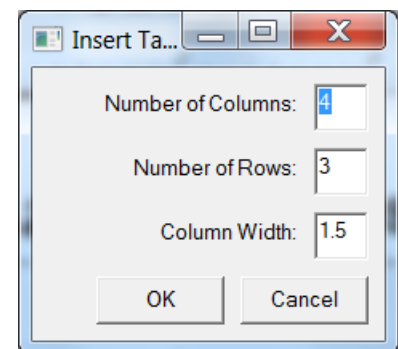 Insert Ta...
Number of Columns: 4
Number of Rows: 3
Column Width: 1.5
OK Cancel